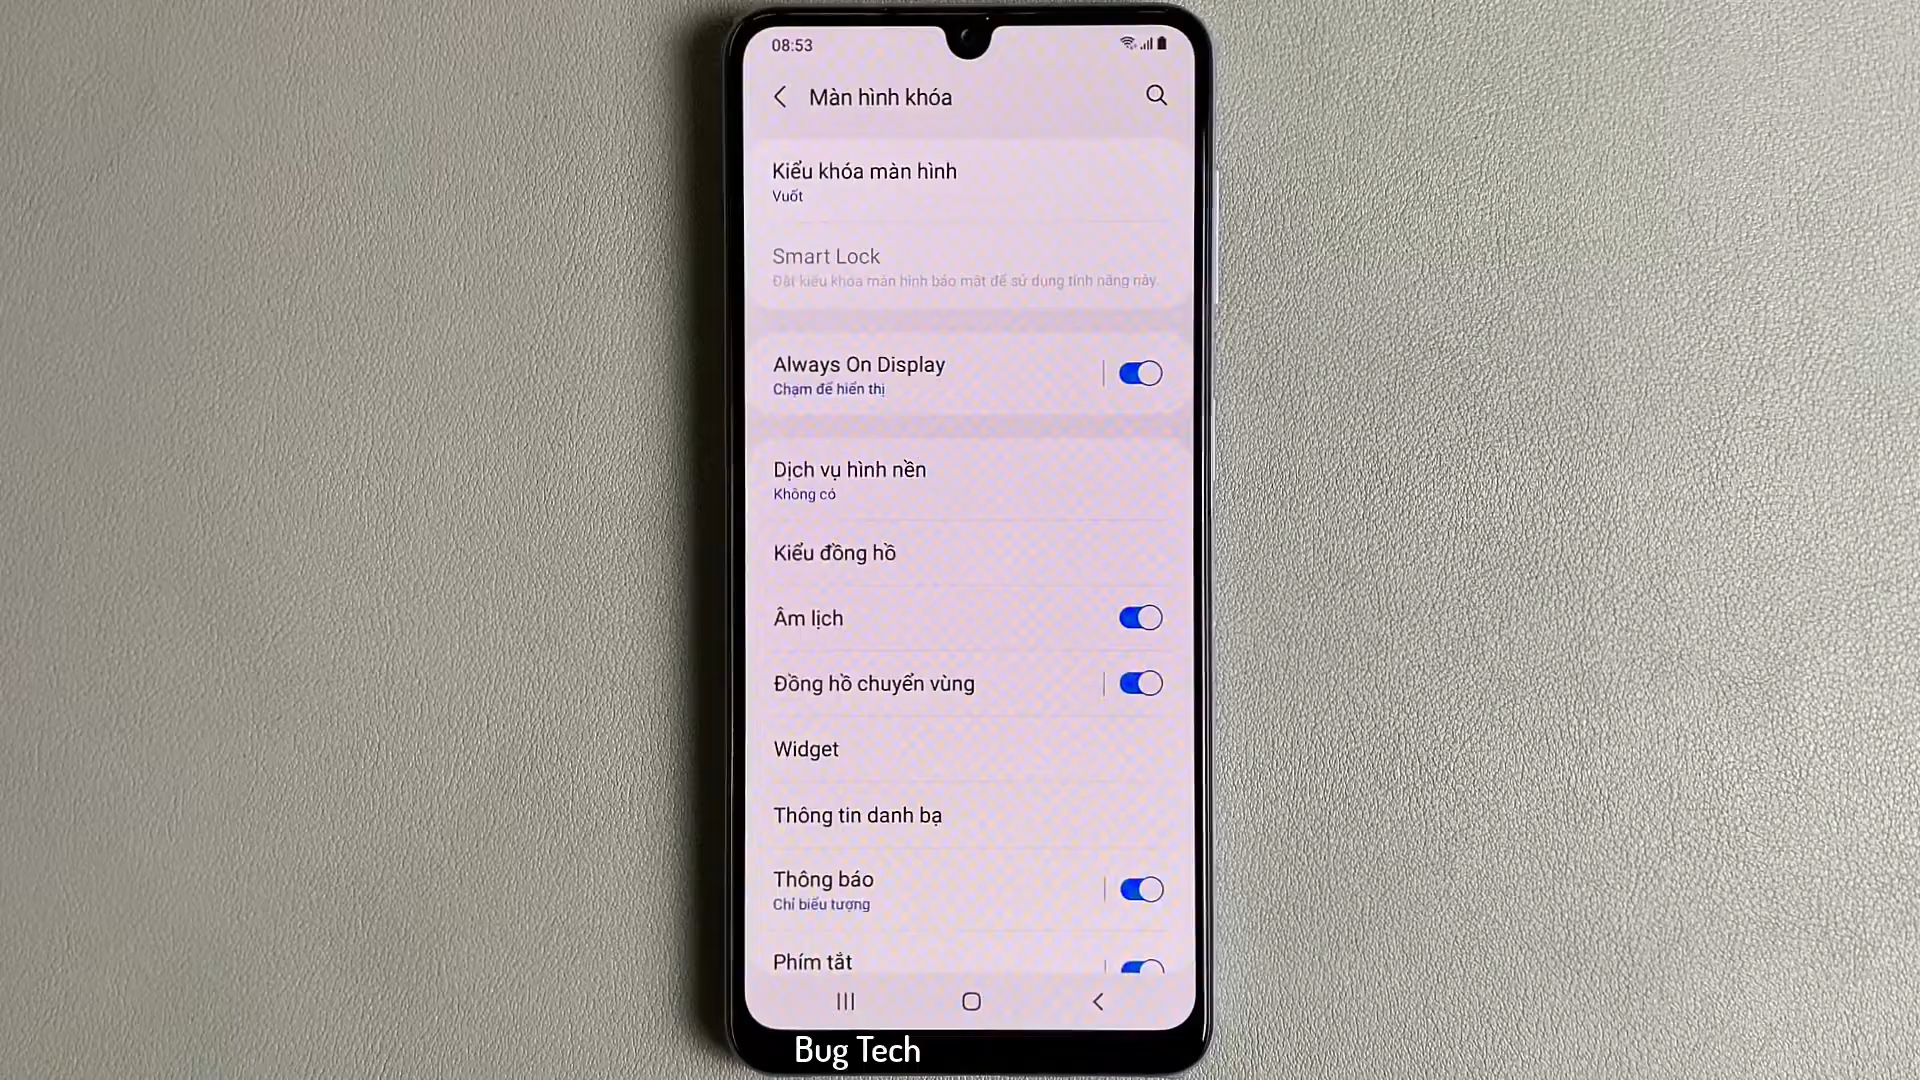 08:53
Màn hình khóa
Kiểu khóa màn hình
Vuốt
Smart Lock
Đặt kiểu khóa màn hình bảo mật để sử dụng tính năng này.
Always On Display
Chạm để hiển thị
Dịch vụ hình nền
Không có
Kiểu đồng hồ
Âm lịch
Đồng hồ chuyển vùng
Widget
Thông tin danh bạ
Thông báo
Chỉ biểu tượng
Phím tắt
Bug Tech